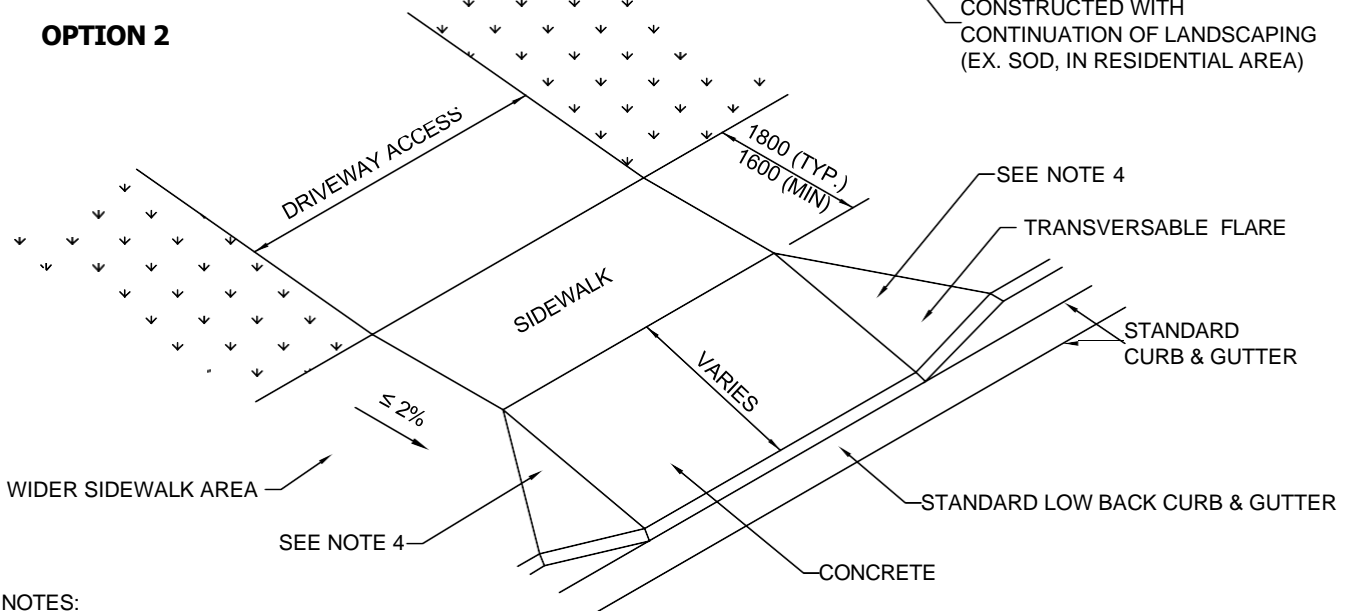 CONSTRUCTED WITH
OPTION 2
CONTINUATION OF LANDSCAPING
(EX. SOD, IN RESIDENTIAL AREA)
DRIVEWAY ACCESS
1800 (TYP.)
1600 (MIN)
SEE NOTE 4
TRANSVERSABLE FLARE
SIDEWALK
STANDARD
CURB & GUTTER
VARIES
≤ 2%
WIDER SIDEWALK AREA
STANDARD LOW BACK CURB & GUTTER
SEE NOTE 4
CONCRETE
NOTES: